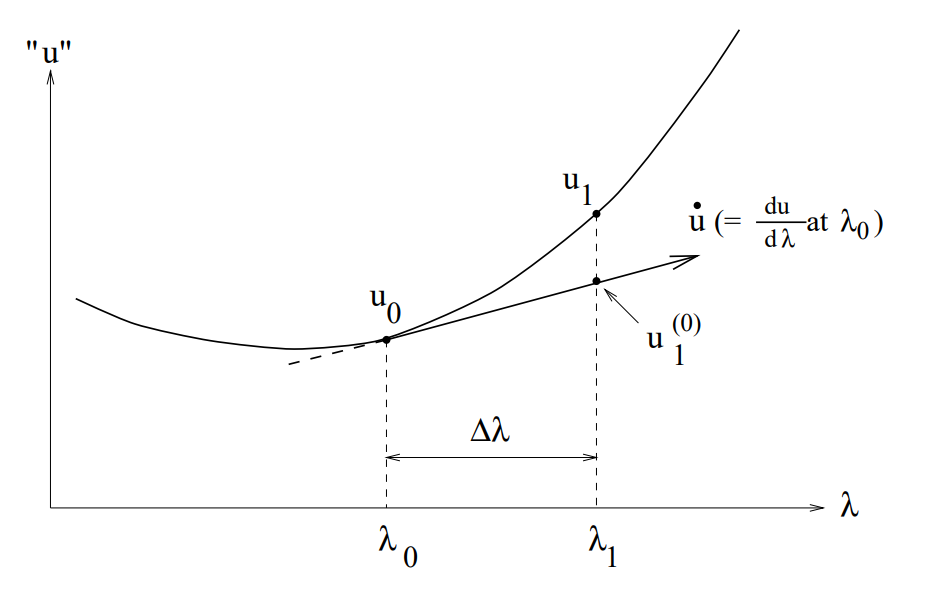 "u"
u₁
u̇ (= du/dλ at λ₀)
u₀
u₁⁽⁰⁾
Δλ
λ
λ₀
λ₁